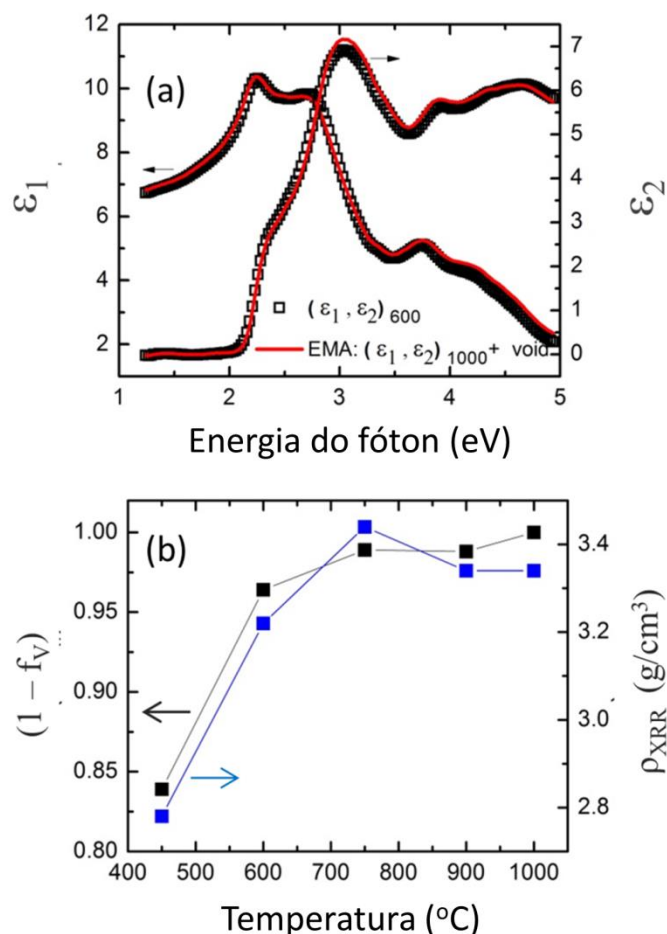 (a)
12
10
8
6
4
2
ε1
7
6
5
4
3
2
1
0
ε2
(ε1, ε2)600
EMA: (ε1, ε2)1000+ void
1 2 3 4 5
Energia do fóton (eV)
(b)
1.00
0.95
0.90
0.85
0.80
(1 – fV)
3.4
3.2
3.0
2.8
ρXRR (g/cm³)
400 500 600 700 800 900 1000
Temperatura (ºC)